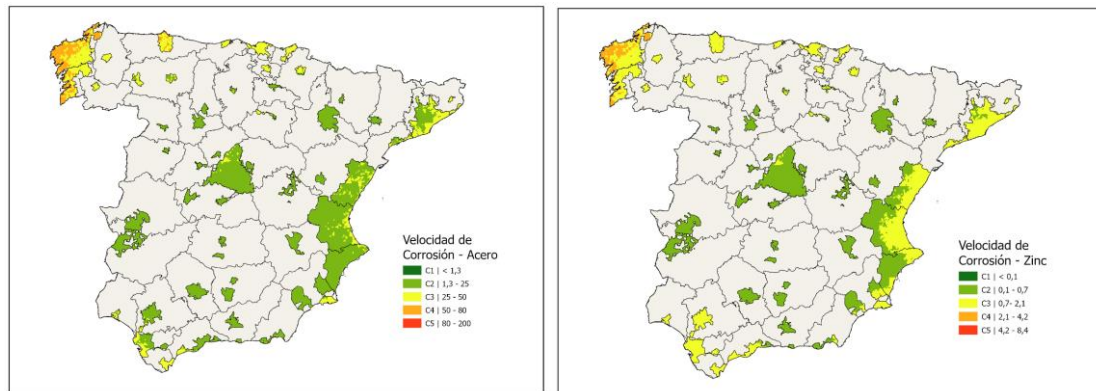 Velocidad de
Corrosión - Acero
C1 | < 1,3
C2 | 1,3 - 25
C3 | 25 - 50
C4 | 50 - 80
C5 | 80 - 200
Velocidad de
Corrosión - Zinc
C1 | < 0,1
C2 | 0,1 - 0,7
C3 | 0,7- 2,1
C4 | 2,1 - 4,2
C5 | 4,2 - 8,4